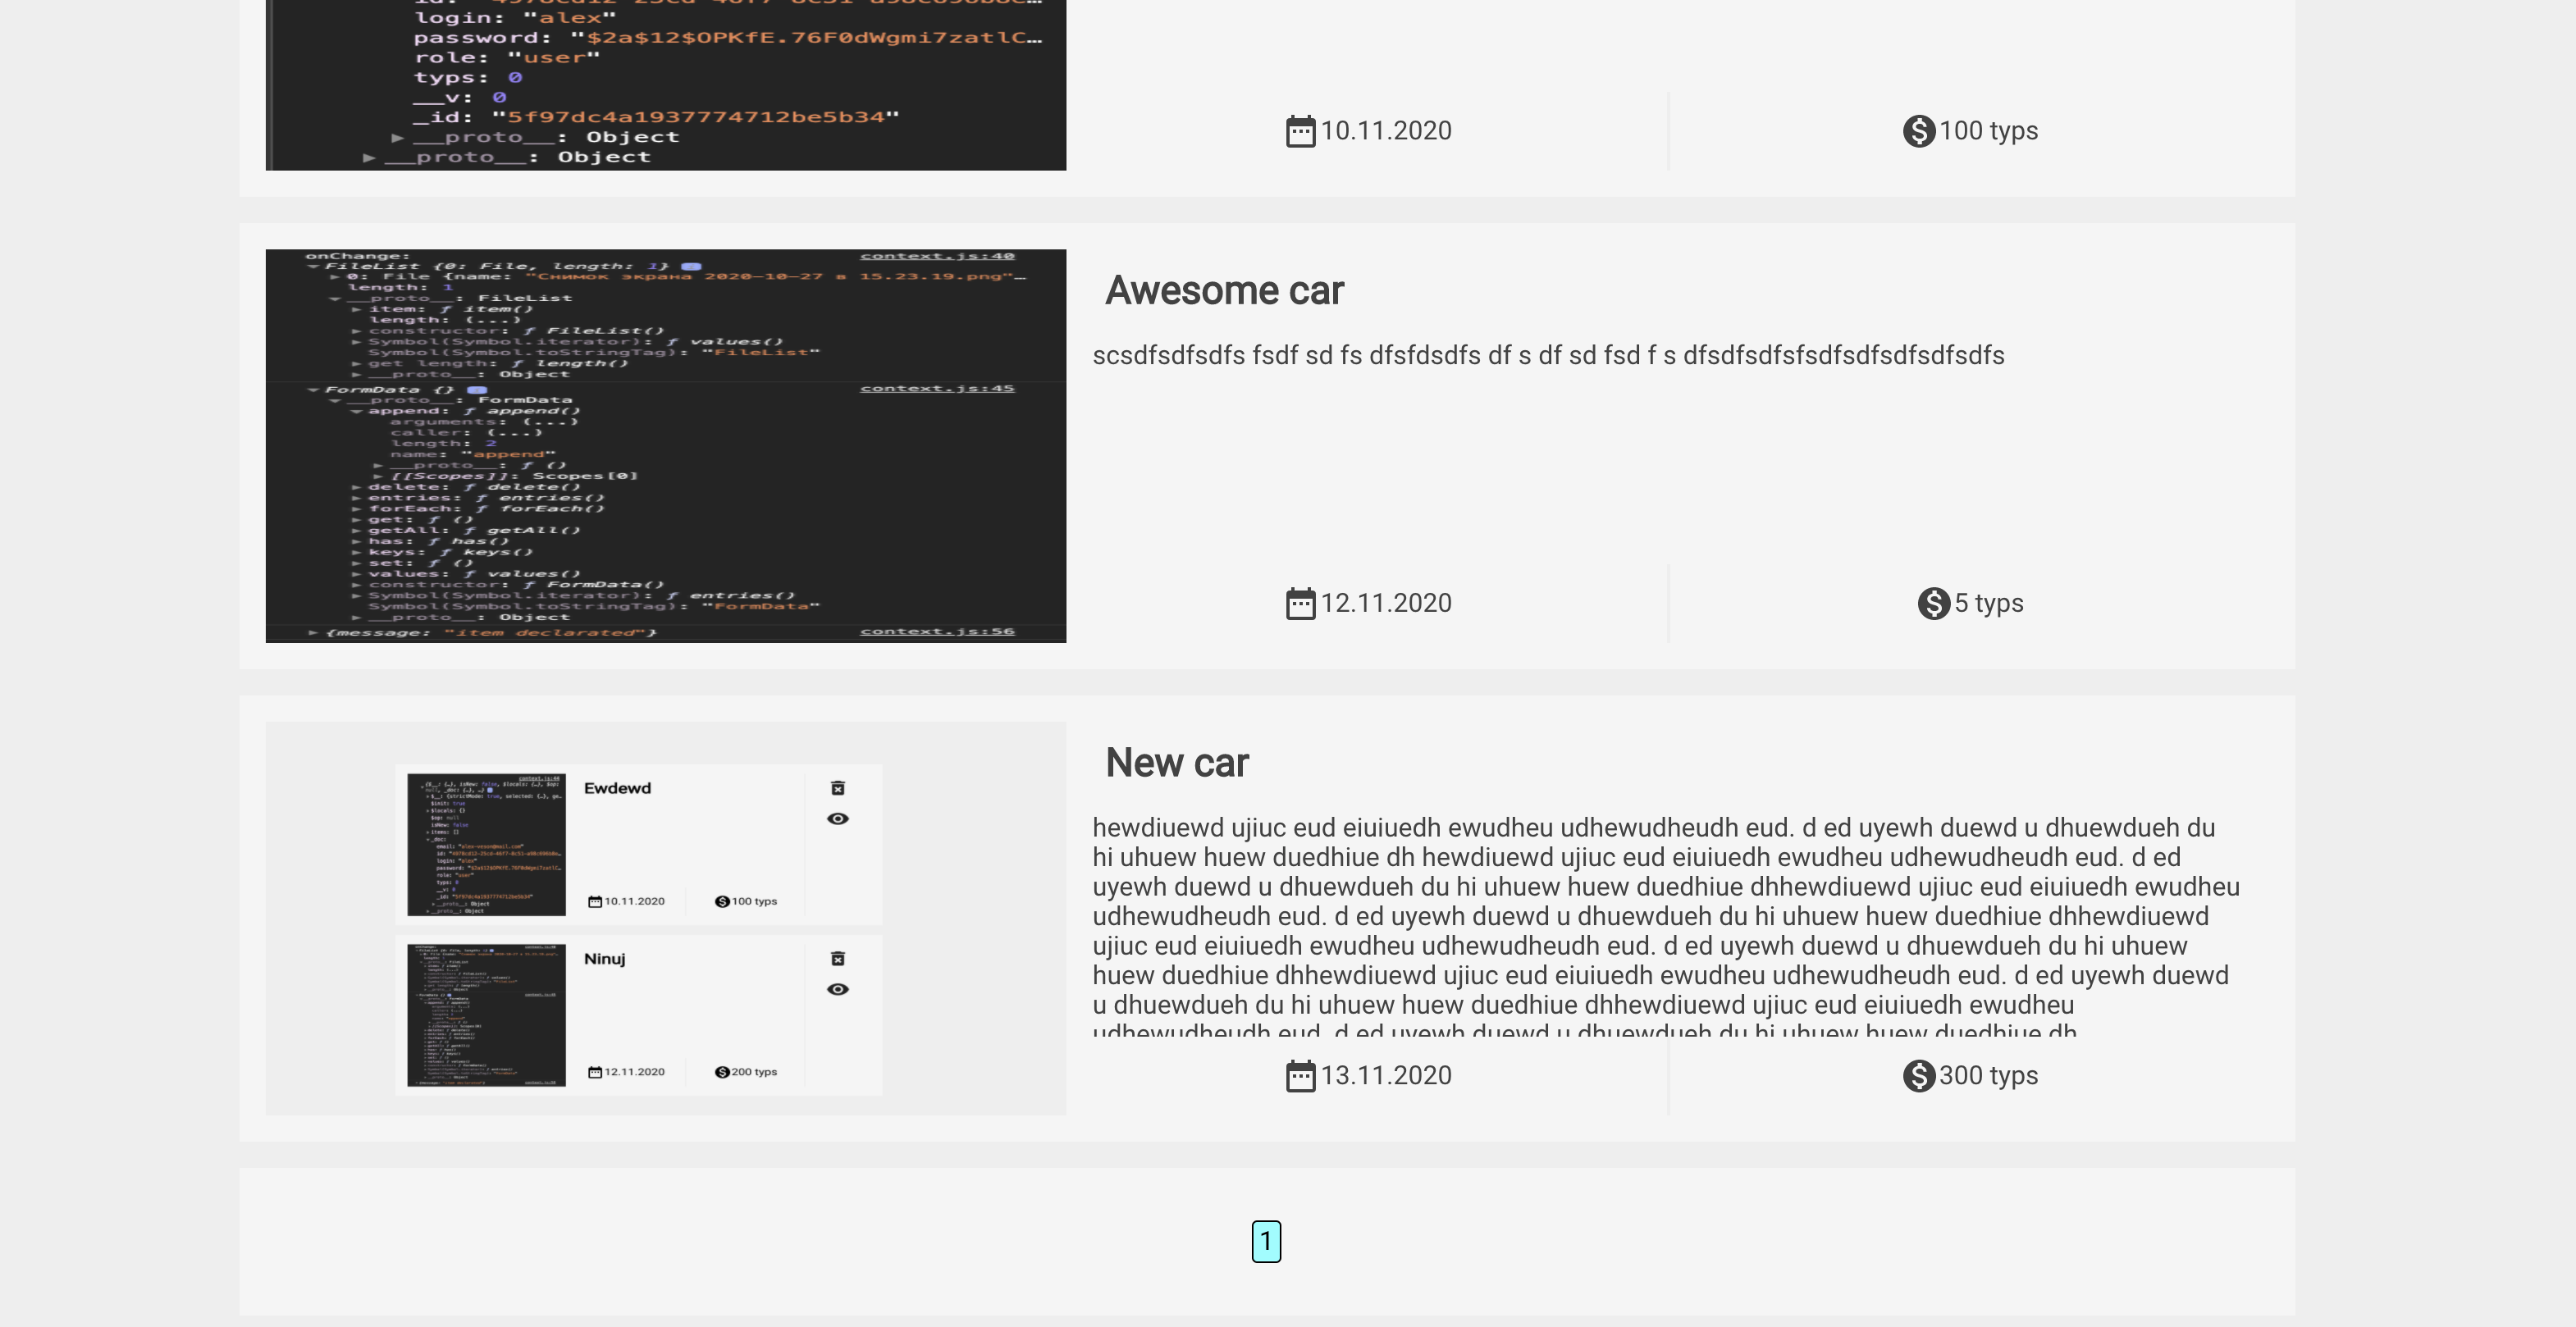 login: "alex"
password: "$2a$12$OPKfE.76F0dWgmi7zatlC…
role: "user"
typs: 0
__v: 0
_id: "5f97dc4a1937774712be5b34"
▶ __proto__: Object
▶ __proto__: Object
10.11.2020
100 typs
onChange: context.js:40
▼ FileList {0: File, length: 1}
▶ 0: File {name: "Снимок экрана 2020-10-27 в 15.23.19.png"…
length: 1
▼ __proto__: FileList
▶ item: ƒ item()
length: (...)
▶ constructor: ƒ FileList()
▶ Symbol(Symbol.iterator): ƒ values()
Symbol(Symbol.toStringTag): "FileList"
▶ get length: ƒ length()
▶ __proto__: Object
▼ FormData {} context.js:45
▼ __proto__: FormData
▼ append: ƒ append()
arguments: (...)
caller: (...)
length: 2
name: "append"
▶ __proto__: ƒ ()
▶ [[Scopes]]: Scopes[0]
▶ delete: ƒ delete()
▶ entries: ƒ entries()
▶ forEach: ƒ forEach()
▶ get: ƒ ()
▶ getAll: ƒ getAll()
▶ has: ƒ has()
▶ keys: ƒ keys()
▶ set: ƒ ()
▶ values: ƒ values()
▶ constructor: ƒ FormData()
▶ Symbol(Symbol.iterator): ƒ entries()
Symbol(Symbol.toStringTag): "FormData"
▶ __proto__: Object
▶ {message: "item declarated"} context.js:56
Awesome car
scsdfsdfsdfs fsdf sd fs dfsfdsdfs df s df sd fsd f s dfsdfsdfsfsdfsdfsdfsdfsdfs
12.11.2020
5 typs
Ewdewd
10.11.2020
100 typs
Ninuj
12.11.2020
200 typs
New car
hewdiuewd ujiuc eud eiuiuedh ewudheu udhewudheudh eud. d ed uyewh duewd u dhuewdueh du
hi uhuew huew duedhiue dh hewdiuewd ujiuc eud eiuiuedh ewudheu udhewudheudh eud. d ed
uyewh duewd u dhuewdueh du hi uhuew huew duedhiue dhhewdiuewd ujiuc eud eiuiuedh ewudheu
udhewudheudh eud. d ed uyewh duewd u dhuewdueh du hi uhuew huew duedhiue dhhewdiuewd
ujiuc eud eiuiuedh ewudheu udhewudheudh eud. d ed uyewh duewd u dhuewdueh du hi uhuew
huew duedhiue dhhewdiuewd ujiuc eud eiuiuedh ewudheu udhewudheudh eud. d ed uyewh duewd
u dhuewdueh du hi uhuew huew duedhiue dhhewdiuewd ujiuc eud eiuiuedh ewudheu
udhewudheudh eud. d ed uyewh duewd u dhuewdueh du hi uhuew huew duedhiue dh
13.11.2020
300 typs
1